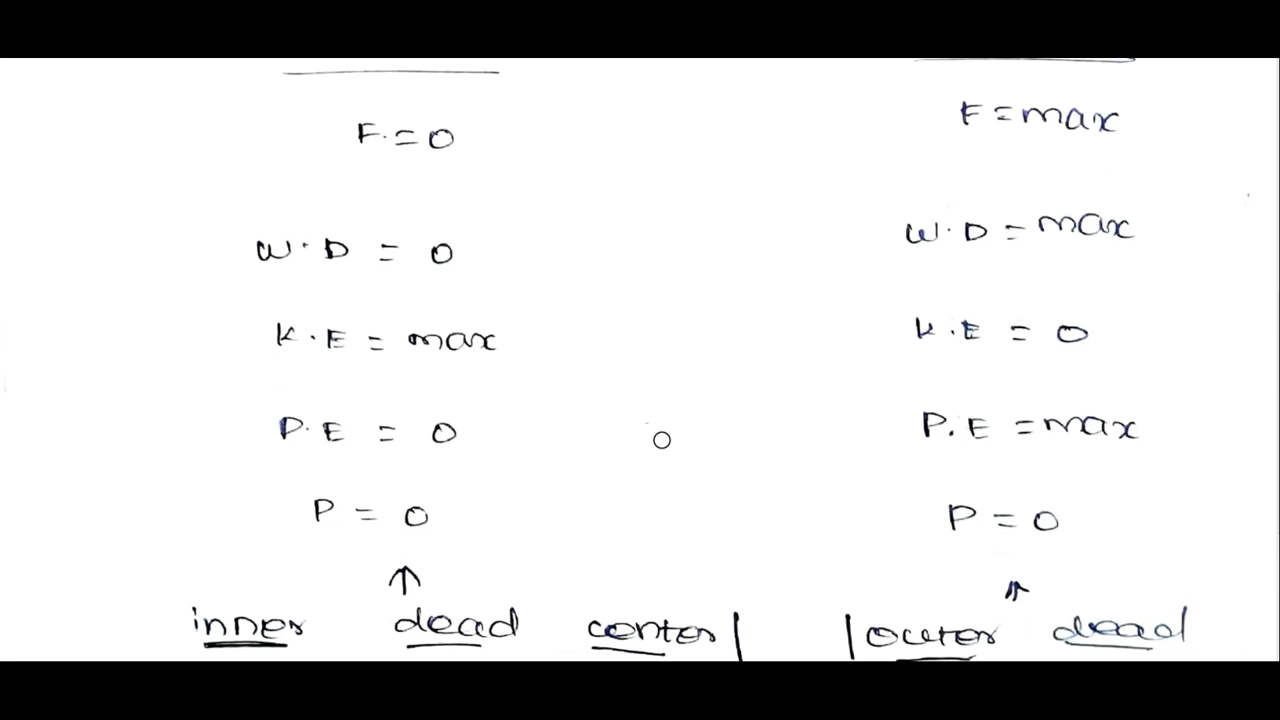 F. = 0
W.D = 0
K.E = max
P.E = 0
P = 0
↑
inner dead center |
F = max
W.D = max
K.E = 0
P.E = max
P = 0
↑
| outer dead